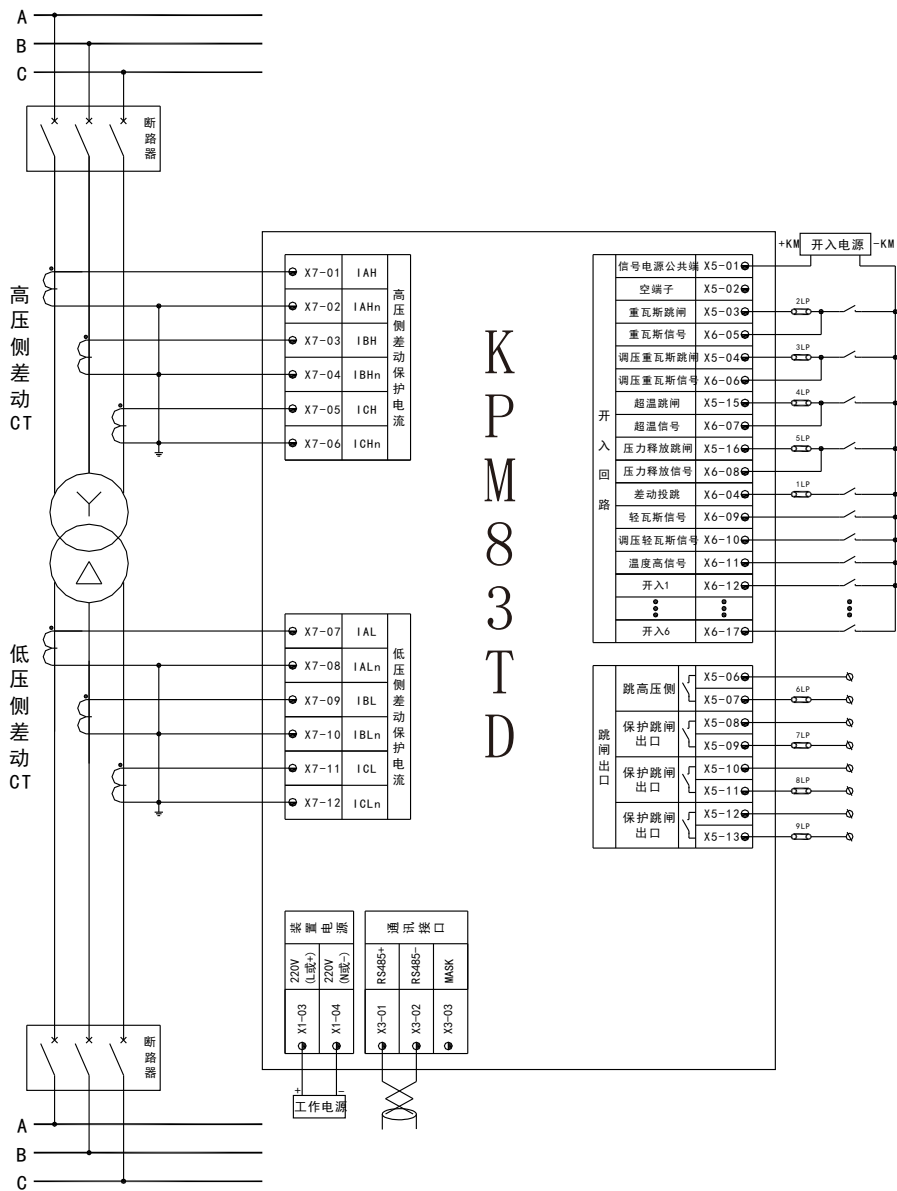 A
B
C
断路器
高压侧差动CT
X7-01 IAH
X7-02 IAHn
X7-03 IBH
X7-04 IBHn
X7-05 ICH
X7-06 ICHn
高压侧差动保护电流
KPM83TD
+KM 开入电源 -KM
开入回路
信号电源公共端 X5-01
空端子 X5-02
重瓦斯跳闸 X5-03 2LP
重瓦斯信号 X6-05
调压重瓦斯跳闸 X5-04 3LP
调压重瓦斯信号 X6-06
超温跳闸 X5-15 4LP
超温信号 X6-07
压力释放跳闸 X5-16 5LP
压力释放信号 X6-08
差动投跳 X6-04 1LP
轻瓦斯信号 X6-09
调压轻瓦斯信号 X6-10
温度高信号 X6-11
开入1 X6-12
开入6 X6-17
低压侧差动CT
X7-07 IAL
X7-08 IALn
X7-09 IBL
X7-10 IBLn
X7-11 ICL
X7-12 ICLn
低压侧差动保护电流
跳闸出口
跳高压侧 X5-06
X5-07 6LP
保护跳闸出口 X5-08
X5-09 7LP
保护跳闸出口 X5-10
X5-11 8LP
保护跳闸出口 X5-12
X5-13 9LP
装置电源
220V (L或+) X1-03
220V (N或-) X1-04
+ -
工作电源
通讯接口
RS485+ X3-01
RS485- X3-02
MASK X3-03
断路器
A
B
C